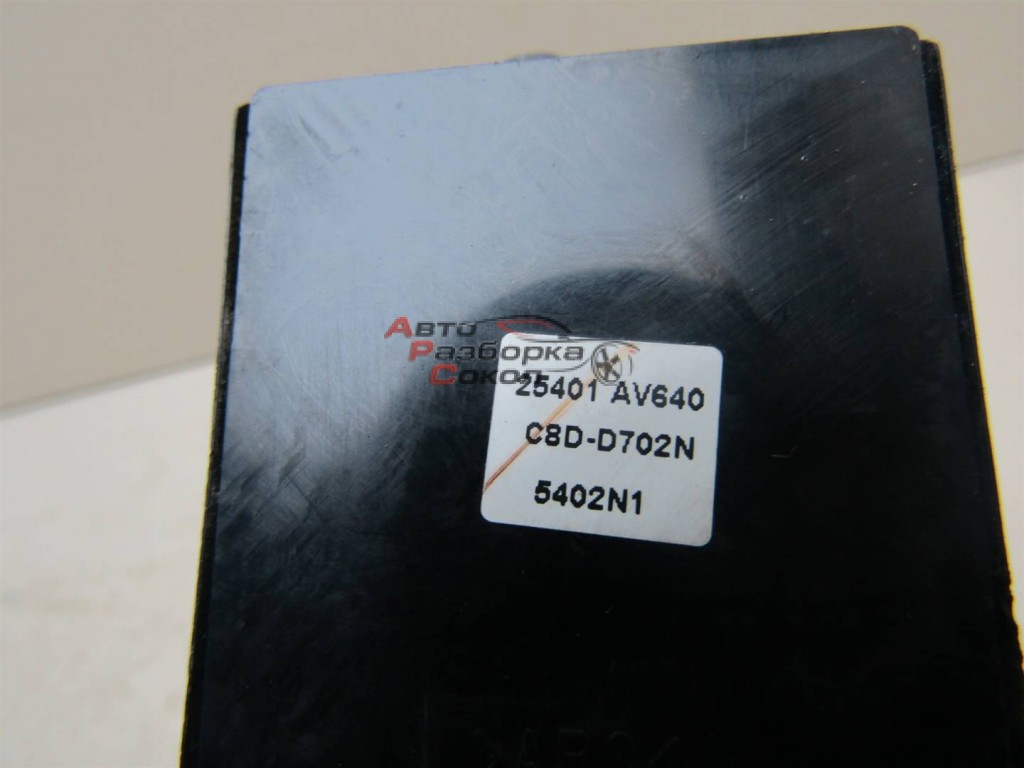 Авто
Разборка
Сокол
25401 AV640
C8D-D702N
5402N1